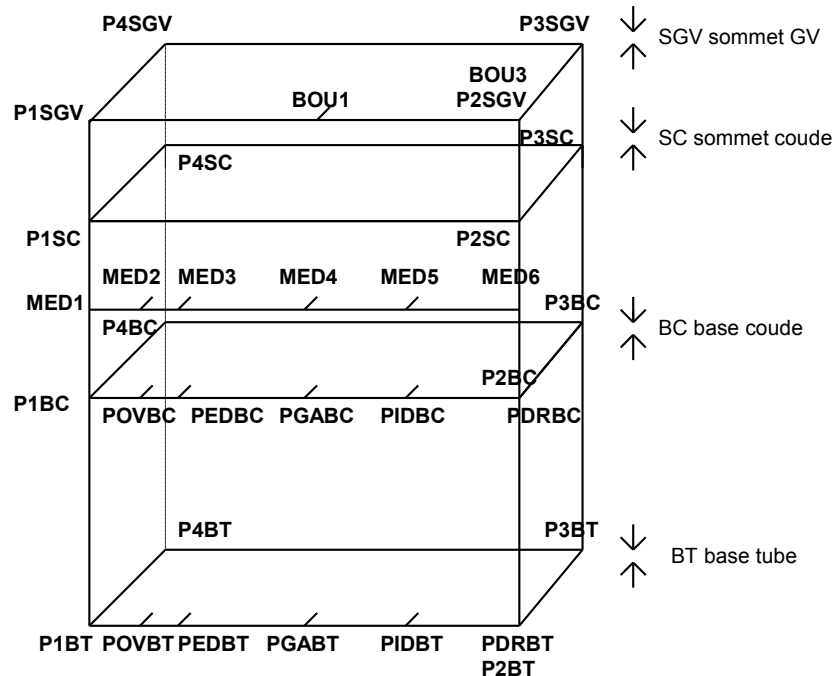 P4SGV P3SGV
SGV sommet GV
BOU3
P1SGV BOU1 P2SGV
P3SC SC sommet coude
P4SC
P1SC P2SC
MED2 MED3 MED4 MED5 MED6
MED1 P3BC
P4BC BC base coude
P2BC
P1BC
POVBC PEDBC PGABC PIDBC PDRBC
P4BT P3BT
BT base tube
P1BT POVBT PEDBT PGABT PIDBT PDRBT
P2BT